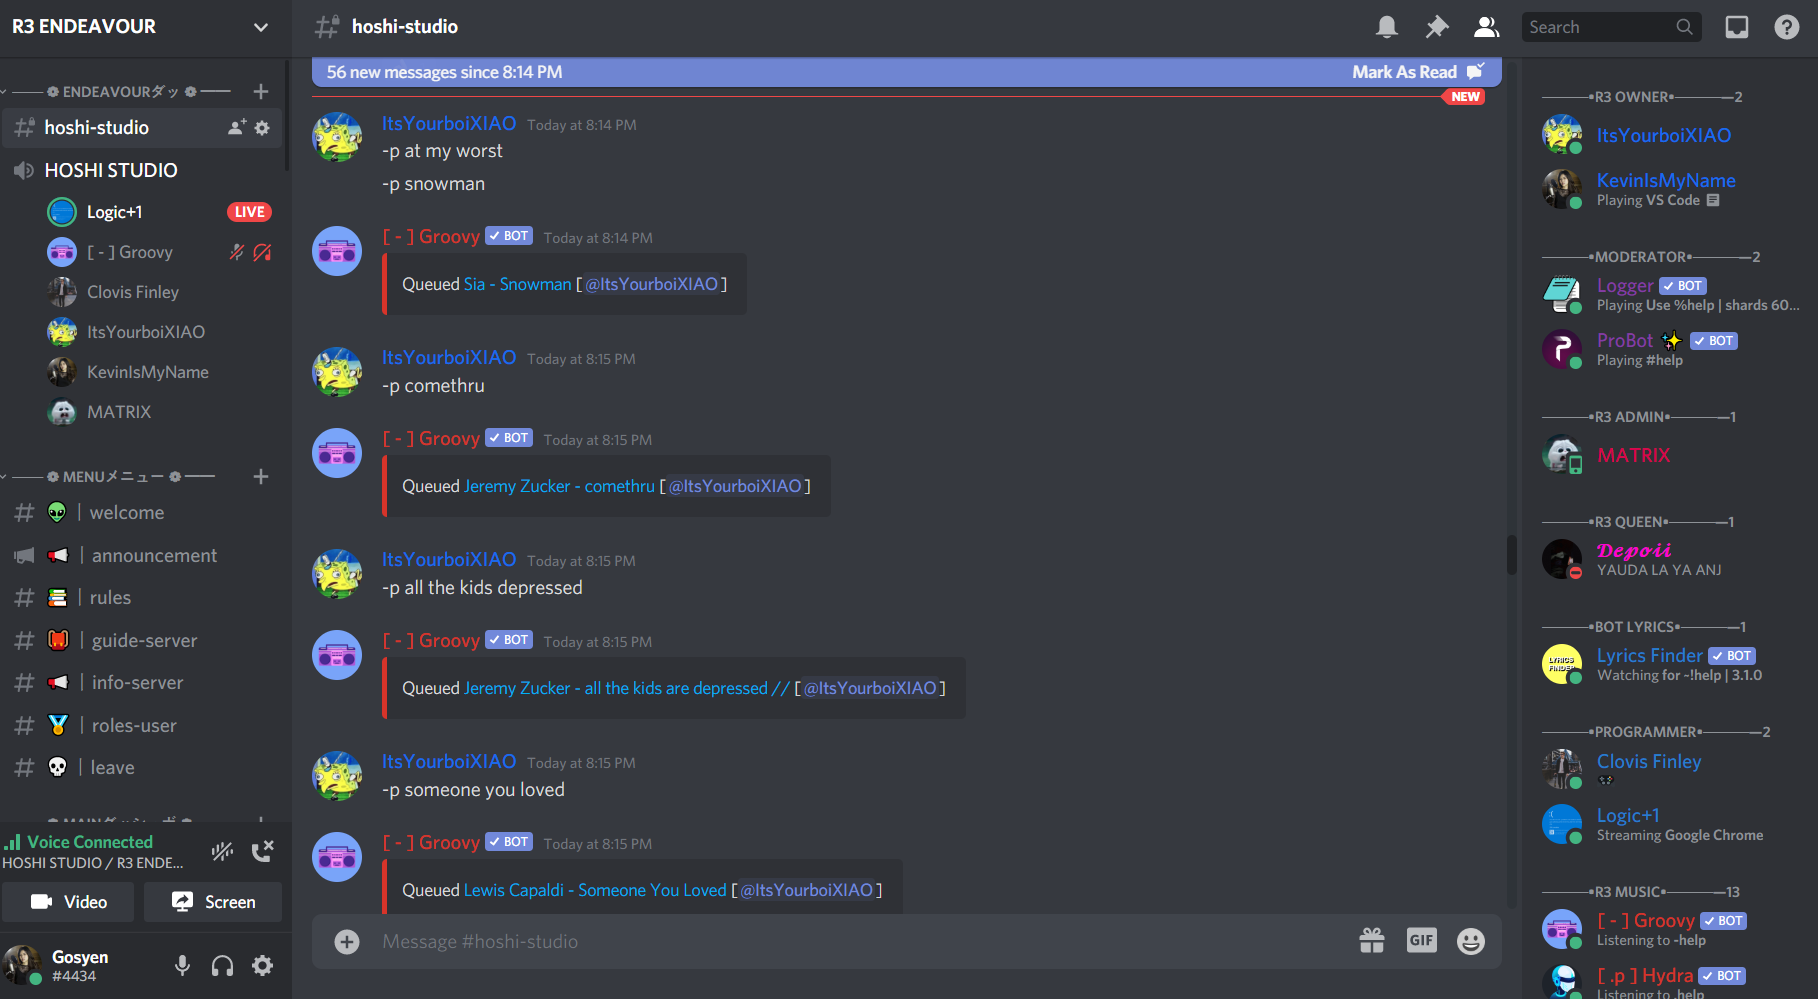 R3 ENDEAVOUR
ENDEAVOURダッ
hoshi-studio
HOSHI STUDIO
Logic+1 LIVE
[ - ] Groovy
Clovis Finley
ItsYourboiXIAO
KevinIsMyName
MATRIX
MENUメニュー
| welcome
| announcement
| rules
| guide-server
| info-server
| roles-user
| leave
Voice Connected
HOSHI STUDIO / R3 ENDE...
Video Screen
Gosyen
#4434
hoshi-studio
Search
56 new messages since 8:14 PM Mark As Read
NEW
ItsYourboiXIAO Today at 8:14 PM
-p at my worst
-p snowman
[ - ] Groovy BOT Today at 8:14 PM
Queued Sia - Snowman [@ItsYourboiXIAO]
ItsYourboiXIAO Today at 8:15 PM
-p comethru
[ - ] Groovy BOT Today at 8:15 PM
Queued Jeremy Zucker - comethru [@ItsYourboiXIAO]
ItsYourboiXIAO Today at 8:15 PM
-p all the kids depressed
[ - ] Groovy BOT Today at 8:15 PM
Queued Jeremy Zucker - all the kids are depressed // [@ItsYourboiXIAO]
ItsYourboiXIAO Today at 8:15 PM
-p someone you loved
[ - ] Groovy BOT Today at 8:15 PM
Queued Lewis Capaldi - Someone You Loved [@ItsYourboiXIAO]
Message #hoshi-studio
GIF
———•R3 OWNER•————2
ItsYourboiXIAO
KevinIsMyName
Playing VS Code
———•MODERATOR•————2
Logger BOT
Playing Use %help | shards 60...
ProBot ✨ BOT
Playing #help
———•R3 ADMIN•————1
MATRIX
———•R3 QUEEN•————1
𝓓𝓮𝓹𝓸𝓲𝓲
YAUDA LA YA ANJ
———•BOT LYRICS•————1
LYRICS
FINDER
Lyrics Finder BOT
Watching for ~!help | 3.1.0
———•PROGRAMMER•————2
Clovis Finley
Logic+1
Streaming Google Chrome
———•R3 MUSIC•————13
[ - ] Groovy BOT
Listening to -help
[ .p ] Hydra BOT
Listening to .help